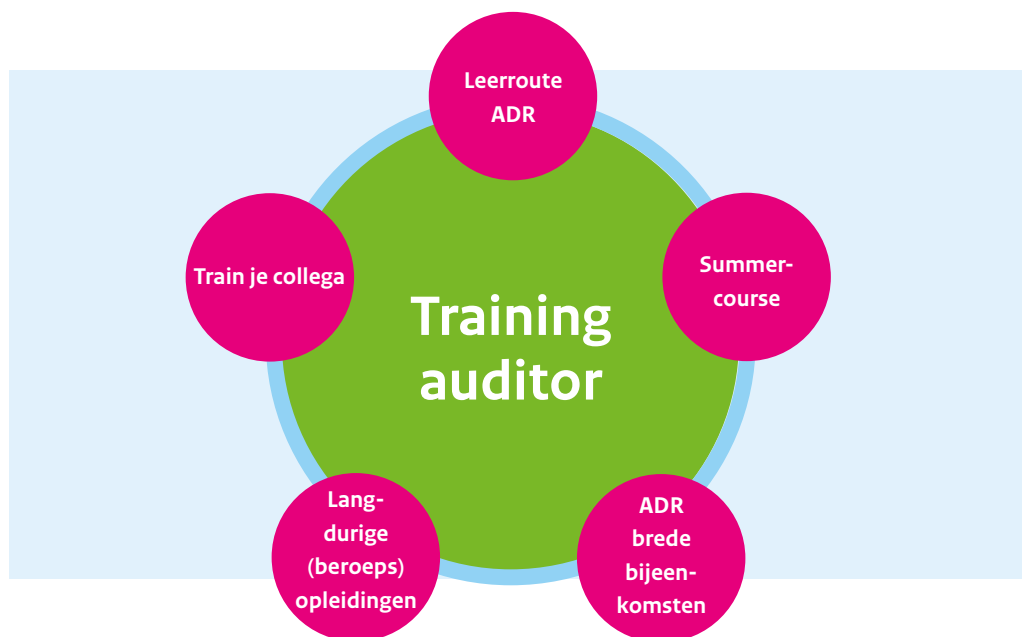 Leerroute
ADR
Summer-
course
ADR
brede
bijeen-
komsten
Lang-
durige
(beroeps)
opleidingen
Train je collega
Training
auditor